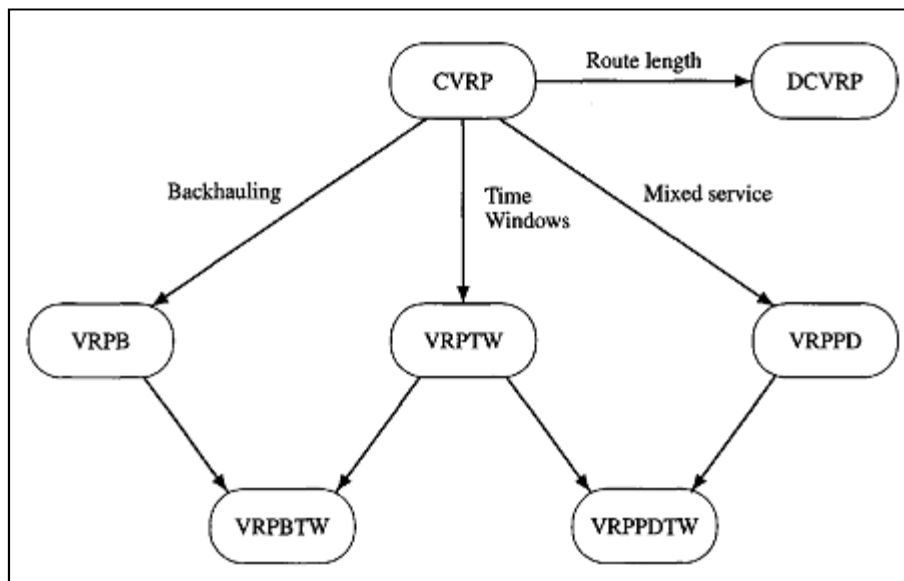 Route length
CVRP
DCVRP
Backhauling
Time
Windows
Mixed service
VRPB
VRPTW
VRPPD
VRPBTW
VRPPDTW